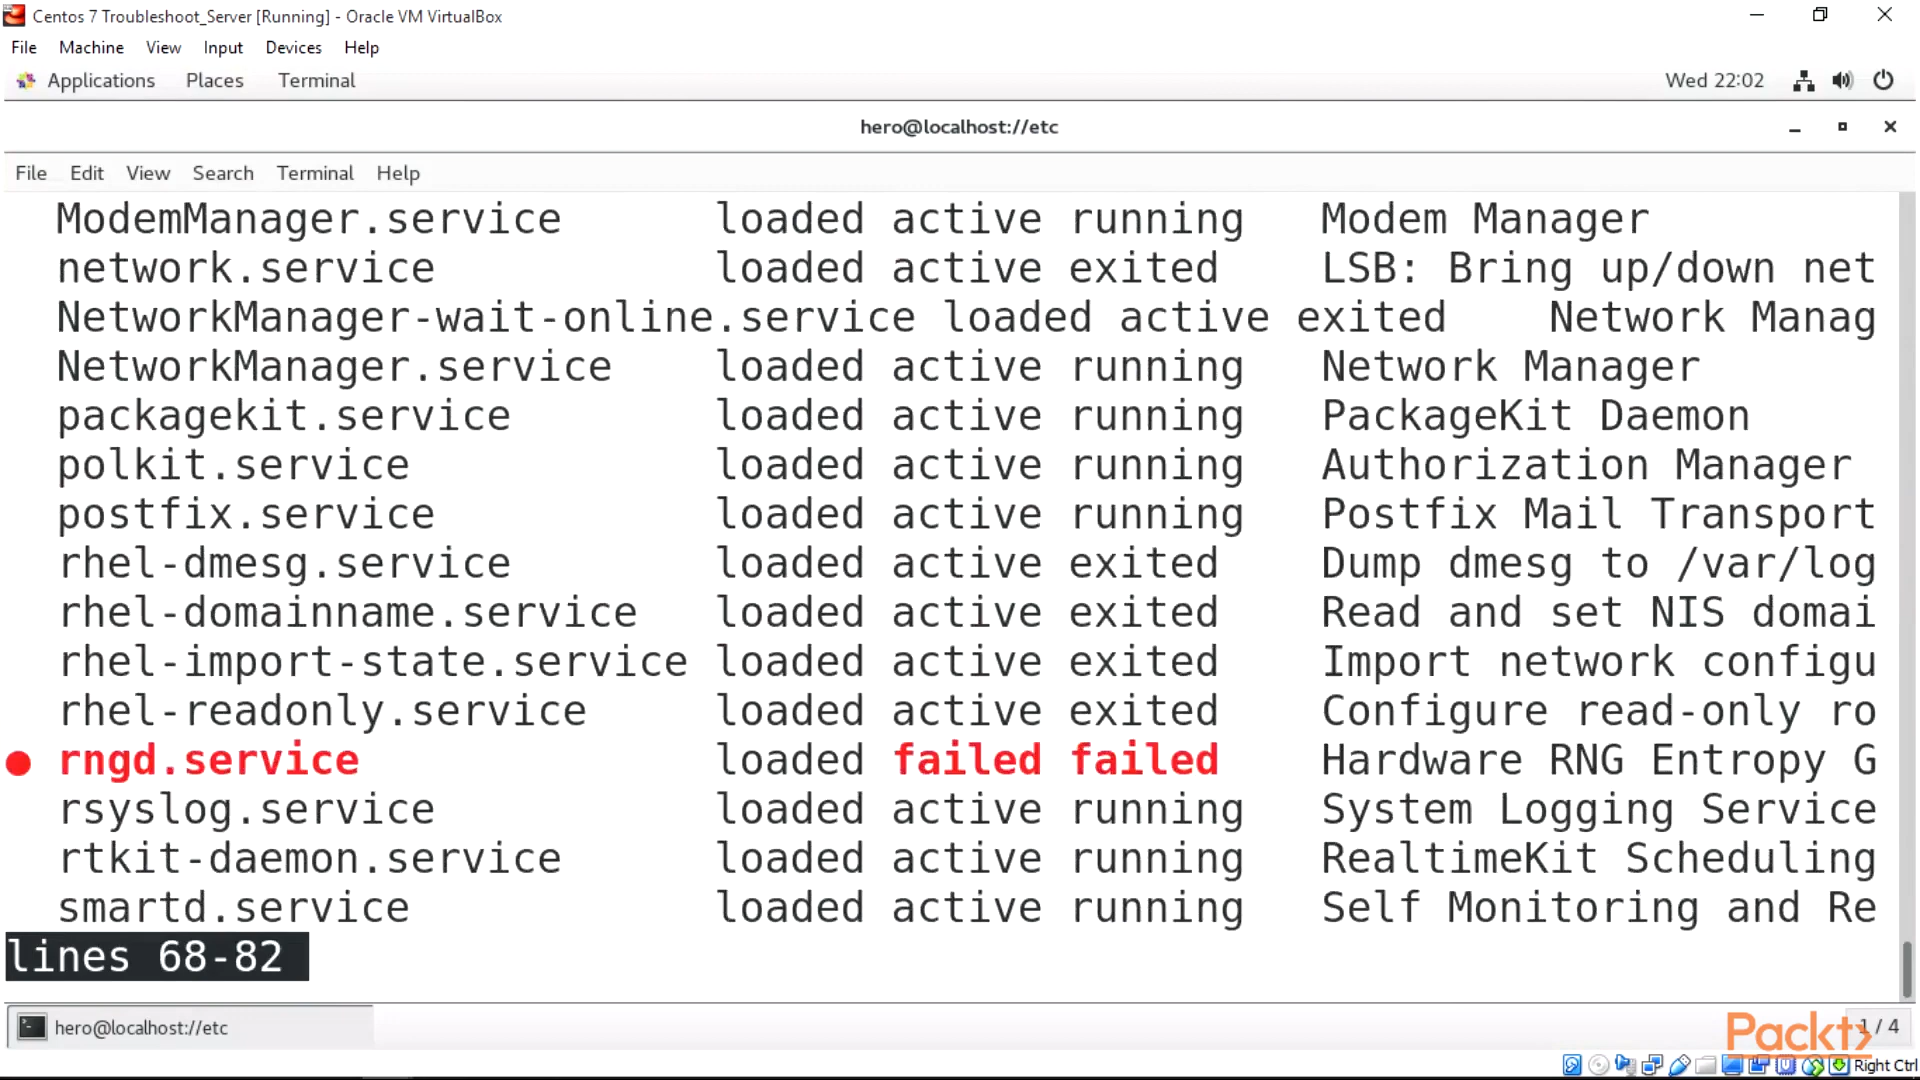 Centos 7 Troubleshoot_Server [Running] - Oracle VM VirtualBox
File Machine View Input Devices Help
Applications Places Terminal Wed 22:02
hero@localhost://etc
File Edit View Search Terminal Help
ModemManager.service loaded active running Modem Manager
network.service loaded active exited LSB: Bring up/down net
NetworkManager-wait-online.service loaded active exited Network Manag
NetworkManager.service loaded active running Network Manager
packagekit.service loaded active running PackageKit Daemon
polkit.service loaded active running Authorization Manager
postfix.service loaded active running Postfix Mail Transport
rhel-dmesg.service loaded active exited Dump dmesg to /var/log
rhel-domainname.service loaded active exited Read and set NIS domai
rhel-import-state.service loaded active exited Import network configu
rhel-readonly.service loaded active exited Configure read-only ro
● rngd.service loaded failed failed Hardware RNG Entropy G
rsyslog.service loaded active running System Logging Service
rtkit-daemon.service loaded active running RealtimeKit Scheduling
smartd.service loaded active running Self Monitoring and Re
lines 68-82
hero@localhost://etc Packt> 1 / 4
Right Ctrl